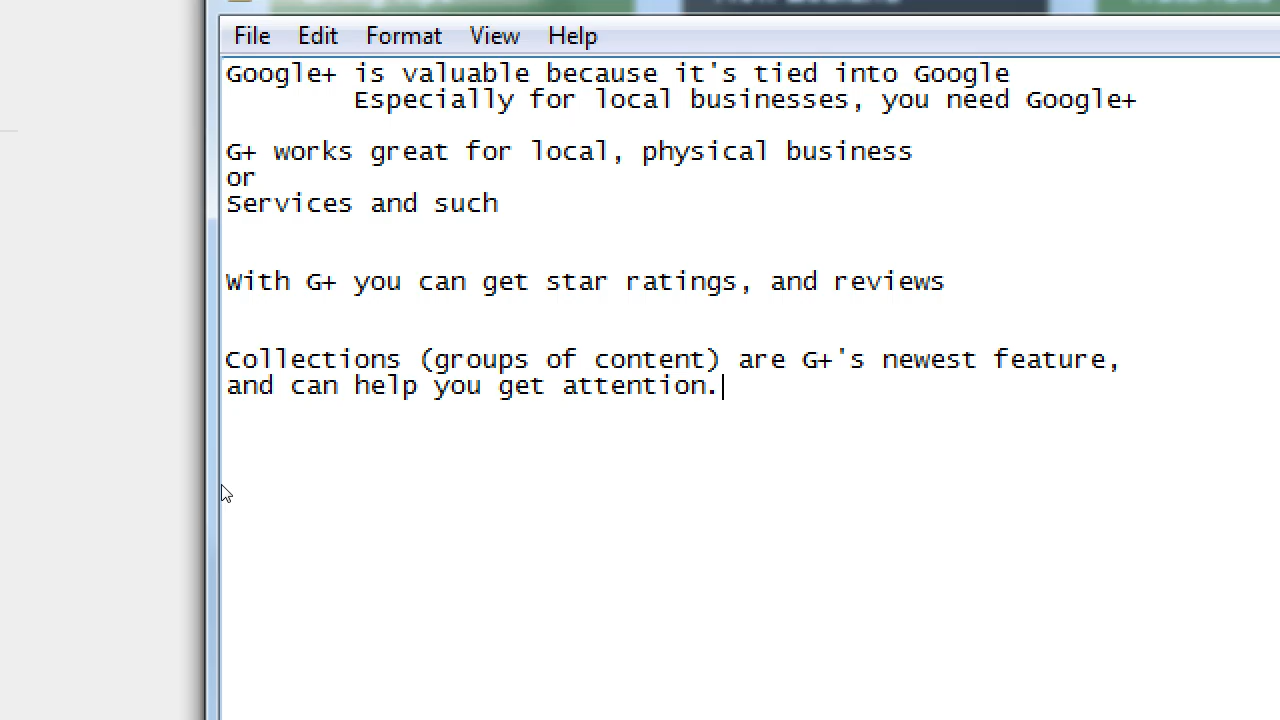 File Edit Format View Help
Google+ is valuable because it's tied into Google
Especially for local businesses, you need Google+
G+ works great for local, physical business
or
Services and such
With G+ you can get star ratings, and reviews
Collections (groups of content) are G+'s newest feature,
and can help you get attention.